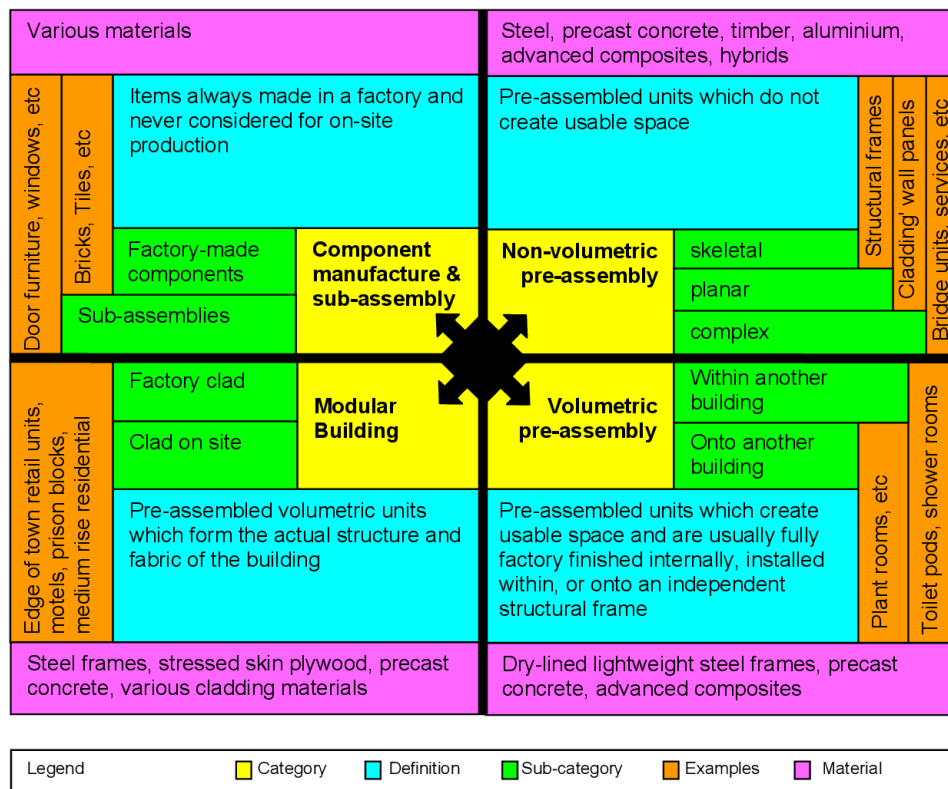 Various materials
Steel, precast concrete, timber, aluminium,
advanced composites, hybrids
Door furniture, windows, etc
Bricks, Tiles, etc
Items always made in a factory and
never considered for on-site
production
Factory-made
components
Sub-assemblies
Component
manufacture &
sub-assembly
Pre-assembled units which do not
create usable space
Non-volumetric
pre-assembly
skeletal
planar
complex
Structural frames
Cladding' wall panels
Bridge units, services, etc
Edge of town retail units,
motels, prison blocks,
medium rise residential
Factory clad
Clad on site
Modular
Building
Pre-assembled volumetric units
which form the actual structure and
fabric of the building
Steel frames, stressed skin plywood, precast
concrete, various cladding materials
Volumetric
pre-assembly
Within another
building
Onto another
building
Pre-assembled units which create
usable space and are usually fully
factory finished internally, installed
within, or onto an independent
structural frame
Plant rooms, etc
Toilet pods, shower rooms
Dry-lined lightweight steel frames, precast
concrete, advanced composites
Legend Category Definition Sub-category Examples Material